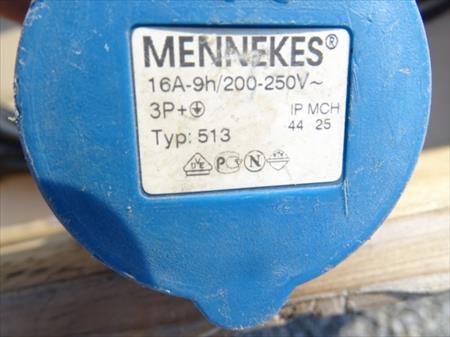 MENNEKES®
16A-9h/200-250V~
3P+⏚ IP MCH
Typ: 513 44 25